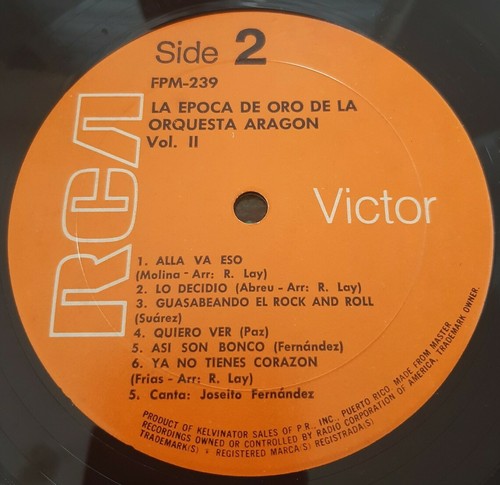 Side 2
FPM-239
LA EPOCA DE ORO DE LA
ORQUESTA ARAGON
Vol. II
RCA
Victor
1. ALLA VA ESO
(Molina - Arr: R. Lay)
2. LO DECIDIO (Abreu - Arr: R. Lay)
3. GUASABEANDO EL ROCK AND ROLL
(Suárez)
4. QUIERO VER (Paz)
5. ASI SON BONCO (Fernández)
6. YA NO TIENES CORAZON
(Frias - Arr: R. Lay)
5. Canta: Joseito Fernández
PRODUCT OF KELVINATOR SALES OF P.R., INC., PUERTO RICO. MADE FROM MASTER
RECORDINGS OWNED OR CONTROLLED BY RADIO CORPORATION OF AMERICA, TRADEMARK OWNER.
TRADEMARK(S) ® REGISTERED MARCA(S) REGISTRADA(S)